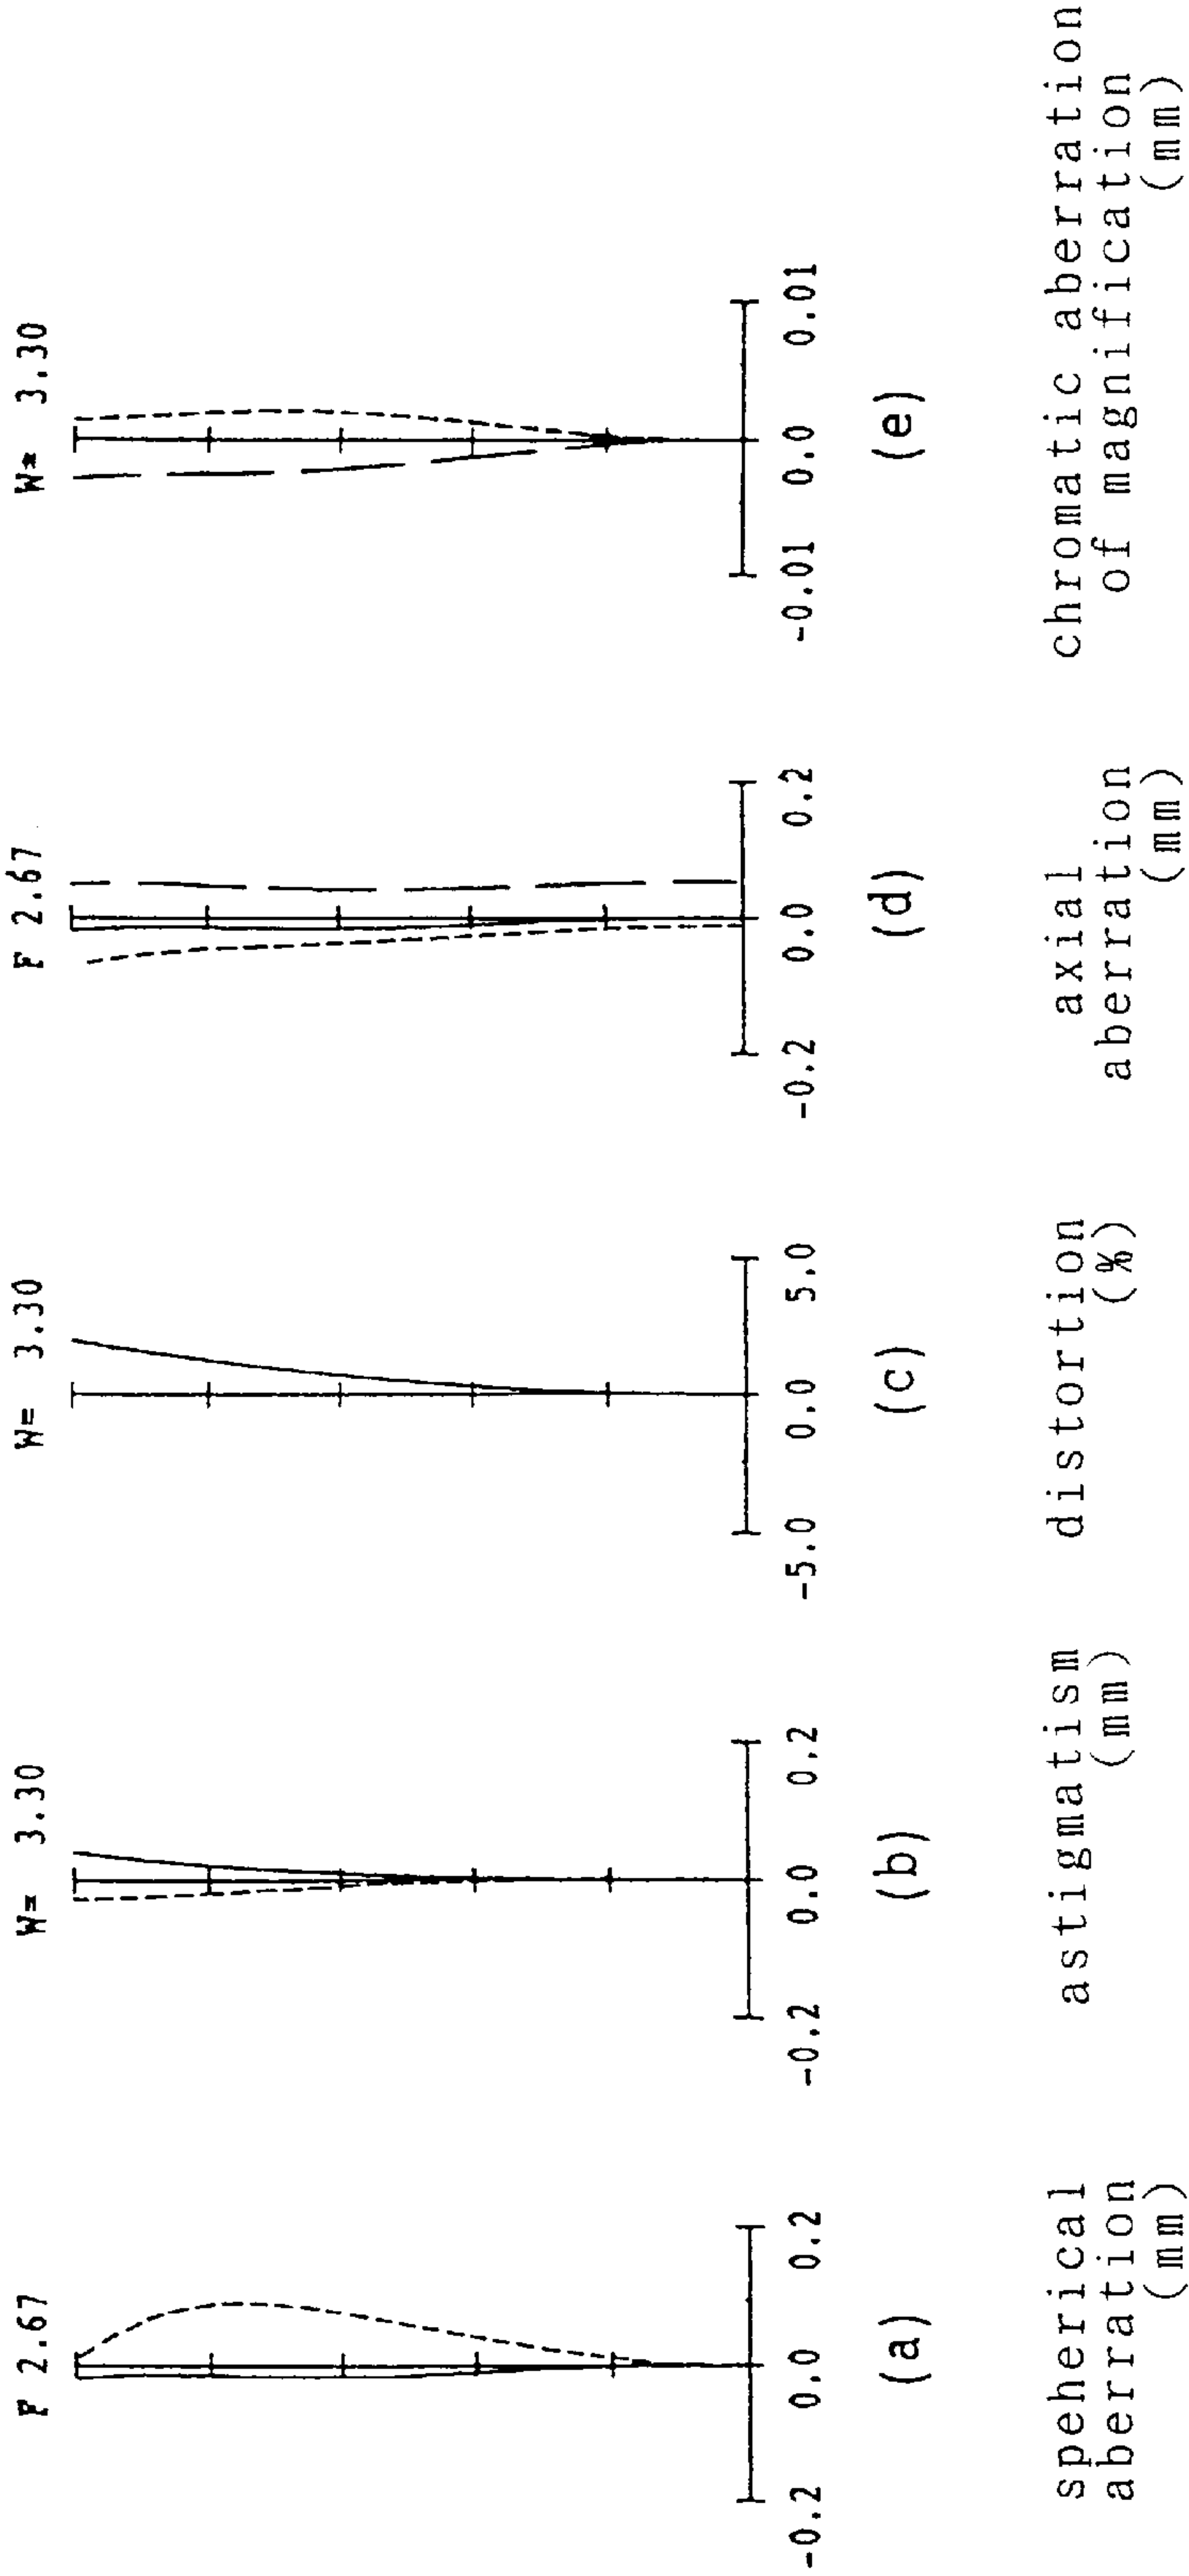 F 2.67
-0.2 0.0 0.2
(a)
speherical
aberration
(mm)
W= 3.30
-0.2 0.0 0.2
(b)
astigmatism
(mm)
W= 3.30
-5.0 0.0 5.0
(c)
distortion
(%)
F 2.67
-0.2 0.0 0.2
(d)
axial
aberration
(mm)
W= 3.30
-0.01 0.0 0.01
(e)
chromatic aberration
of magnification
(mm)